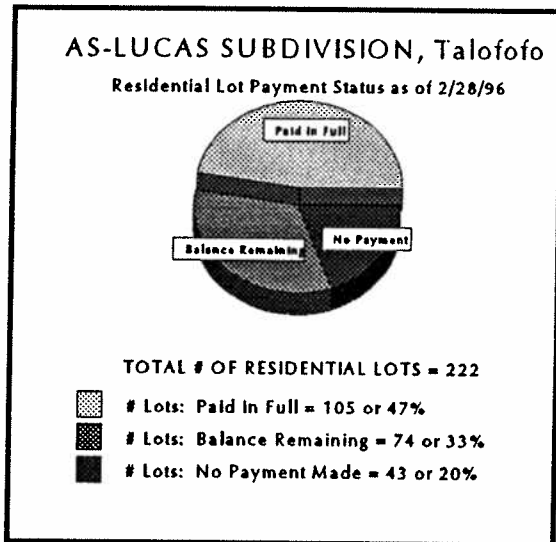 AS-LUCAS SUBDIVISION, Talofofo
Residential Lot Payment Status as of 2/28/96
Paid In Full
No Payment
Balance Remaining
TOTAL # OF RESIDENTIAL LOTS = 222
# Lots: Paid In Full = 105 or 47%
# Lots: Balance Remaining = 74 or 33%
# Lots: No Payment Made = 43 or 20%